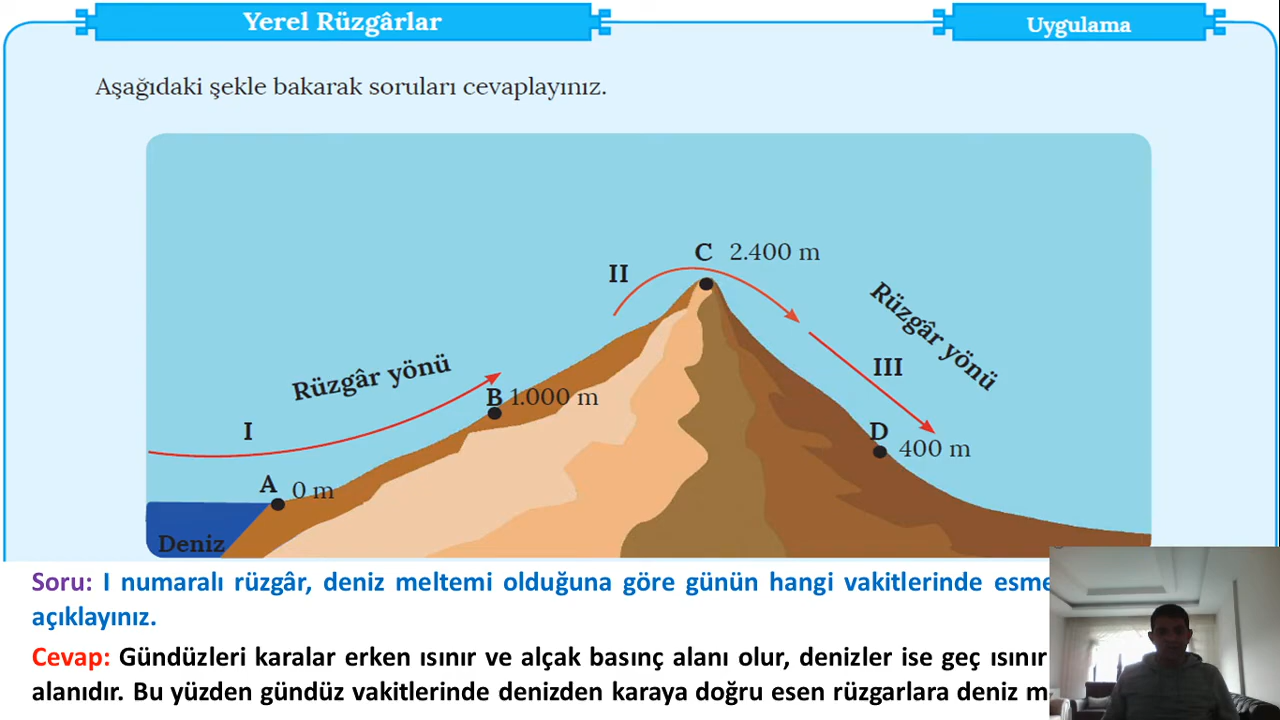 Yerel Rüzgârlar
Uygulama
Aşağıdaki şekle bakarak soruları cevaplayınız.
C 2.400 m
II
Rüzgâr yönü
III
Rüzgâr yönü
B 1.000 m
I
D 400 m
A 0 m
Deniz
Soru: I numaralı rüzgâr, deniz meltemi olduğuna göre günün hangi vakitlerinde
açıklayınız.
Cevap: Gündüzleri karalar erken ısınır ve alçak basınç alanı olur, denizler ise geç ısınır
alanıdır. Bu yüzden gündüz vakitlerinde denizden karaya doğru esen rüzgarlara deniz